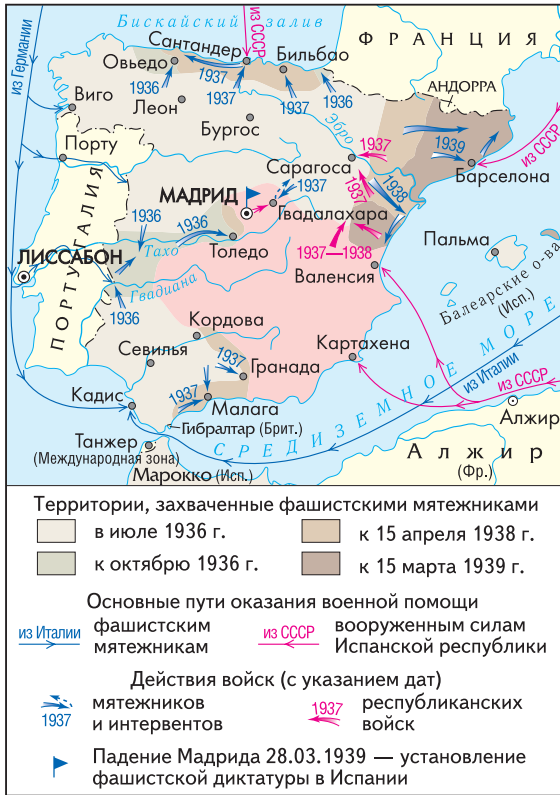 Бискайский залив
из СССР
ФРАНЦИЯ
Сантандер
Овьедо
Бильбао
из Германии
1936
1937
1937
1937
1936
АНДОРРА
Виго
Леон
Бургос
Эбро
1937
1939
из СССР
Порту
Сарагоса
Барселона
1937
1937
1938
МАДРИД
Гвадалахара
ПОРТУГАЛИЯ
1936
1936
Тахо
Толедо
1937—1938
Пальма
ЛИССАБОН
Валенсия
Гвадиана
1936
Балеарские о-ва
(Исп.)
Кордова
Картахена
Севилья
1937
Гранада
СРЕДИЗЕМНОЕ МОРЕ
из Италии
из СССР
Кадис
1937
Малага
Гибралтар (Брит.)
Алжир
Танжер
(Международная зона)
Марокко (Исп.)
АЛЖИР
(Фр.)
Территории, захваченные фашистскими мятежниками
в июле 1936 г.
к 15 апреля 1938 г.
к октябрю 1936 г.
к 15 марта 1939 г.
Основные пути оказания военной помощи
из Италии
фашистским
мятежникам
из СССР
вооруженным силам
Испанской республики
Действия войск (с указанием дат)
1937
мятежников
и интервентов
1937
республиканских
войск
Падение Мадрида 28.03.1939 — установление
фашистской диктатуры в Испании